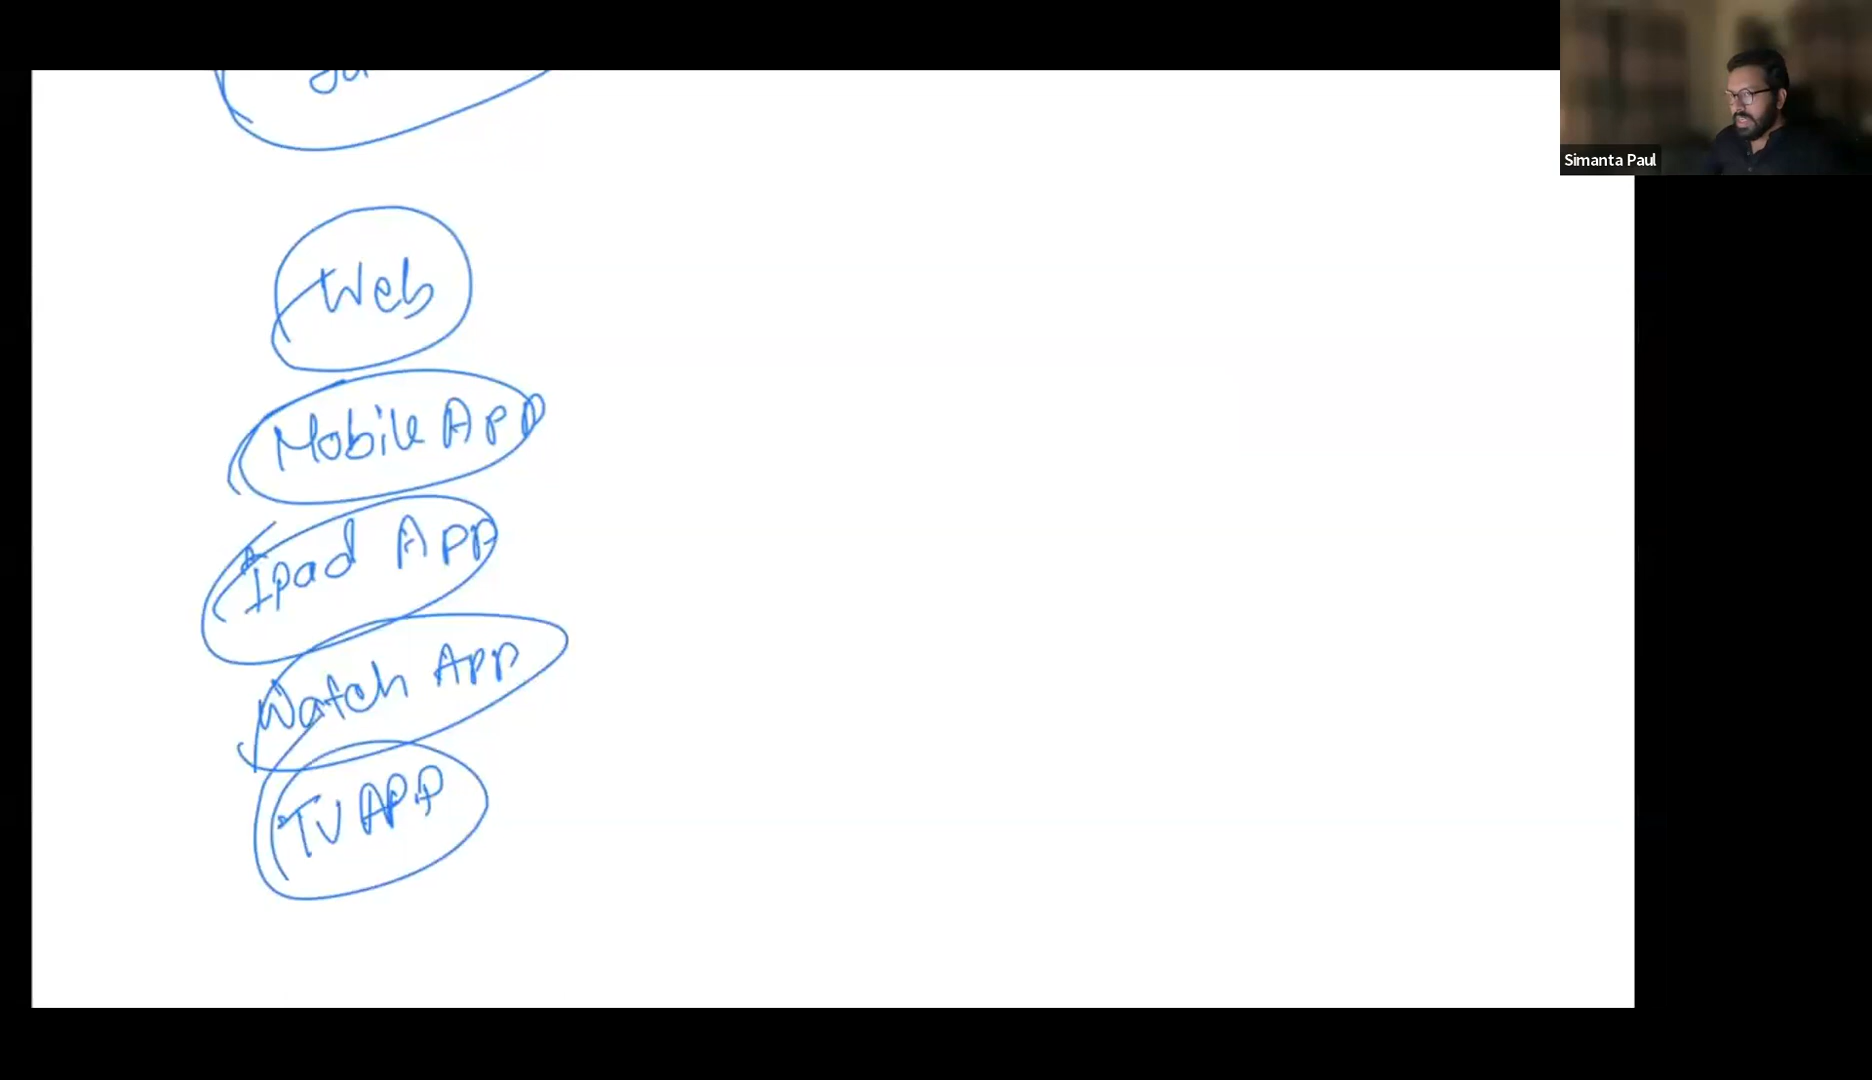 Simanta Paul
Web
Mobile App
Ipad App
Watch App
TV APP